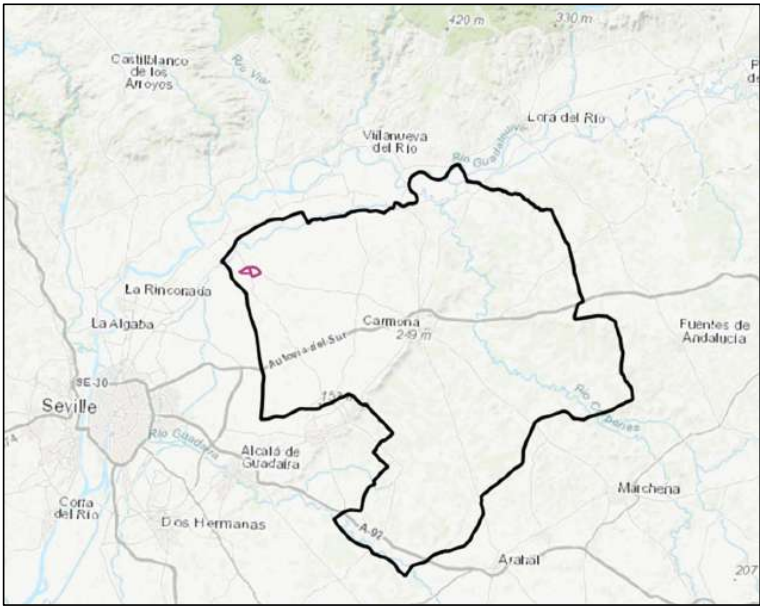 420 m
330 m
Castilblanco
de los
Arroyos
Río Viar
Lora del Río
Villanueva
del Río
Río Guadalquivir
La Rinconada
La Algaba
Carmona
249 m
Autovía del Sur
Fuentes de
Andalucía
SE-30
Seville
Río Corbones
Río Guadaíra
Alcalá de
Guadaíra
Marchena
Coria
del Río
Dos Hermanas
A-92
Arahal
207